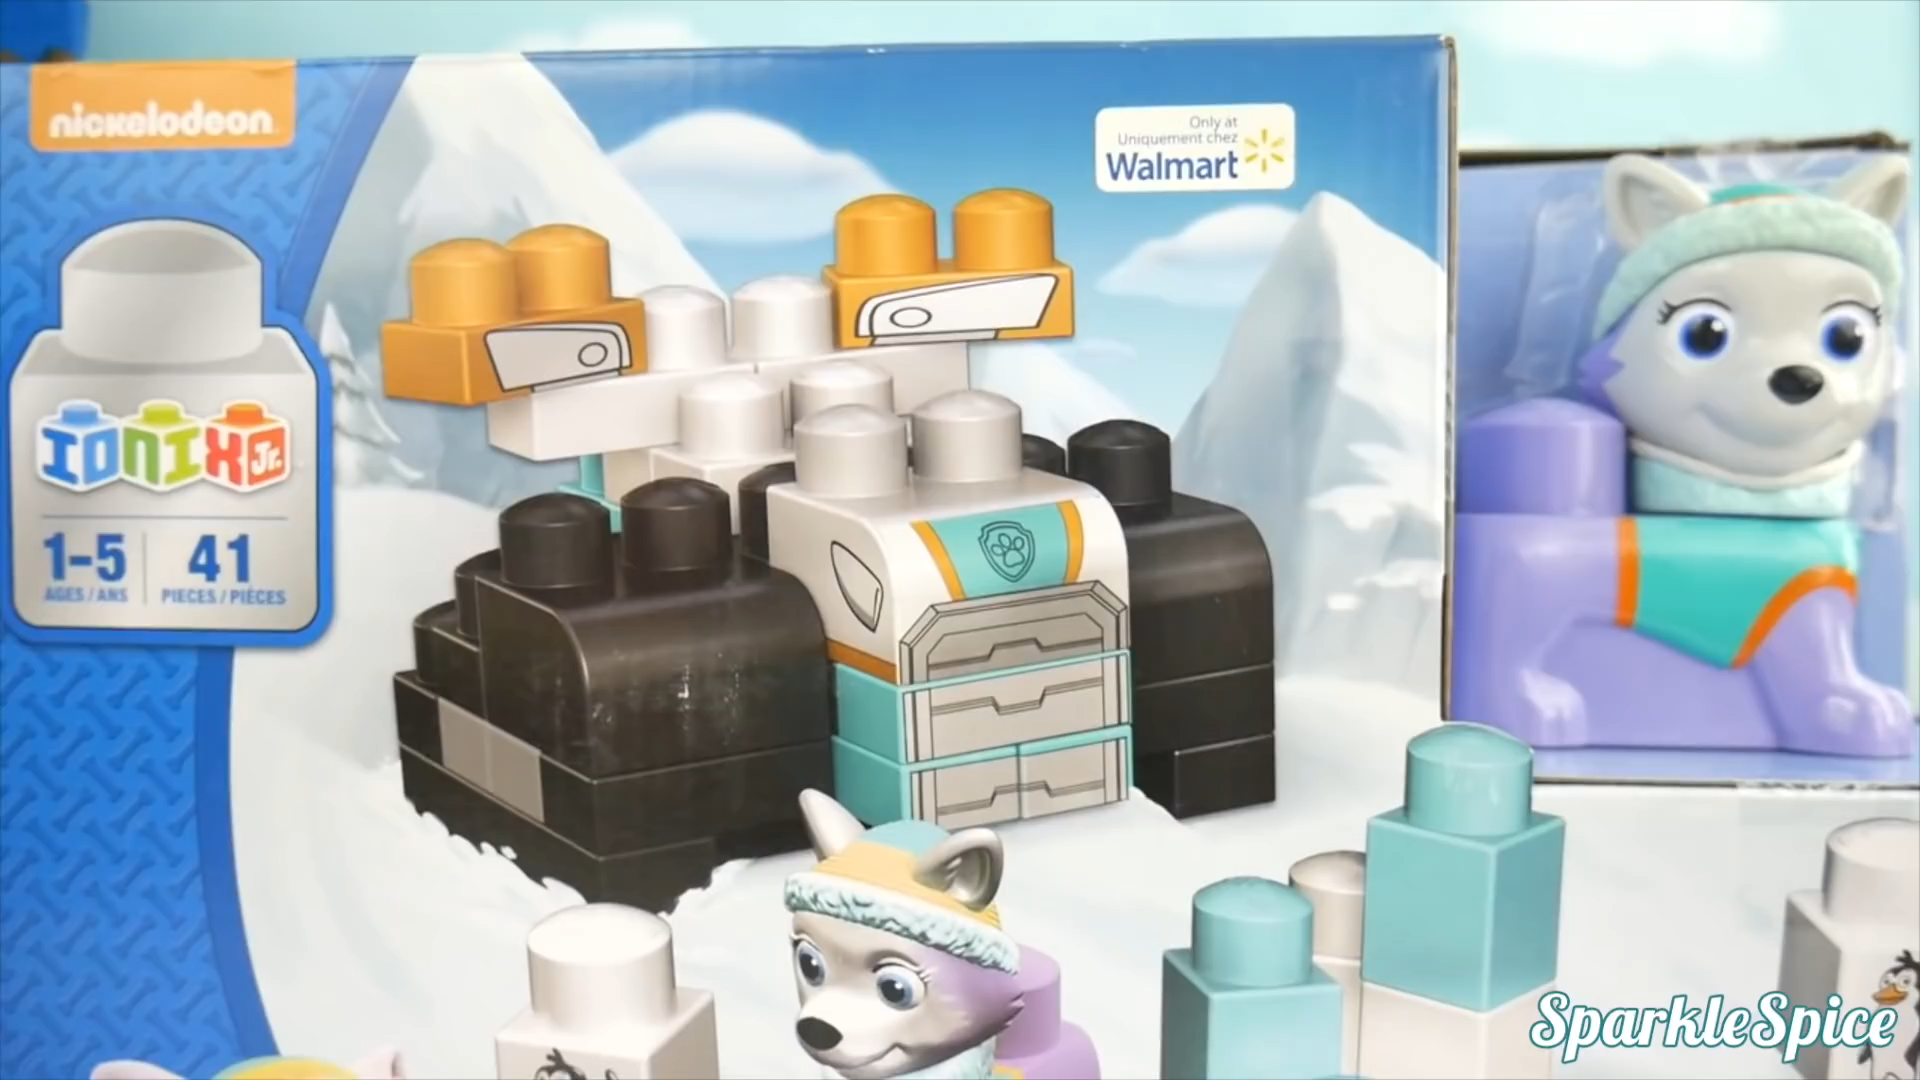 nickelodeon
Only at
Uniquement chez
Walmart
IONIX Jr.
1-5
AGES / ANS
41
PIECES / PIÈCES
SparkleSpice